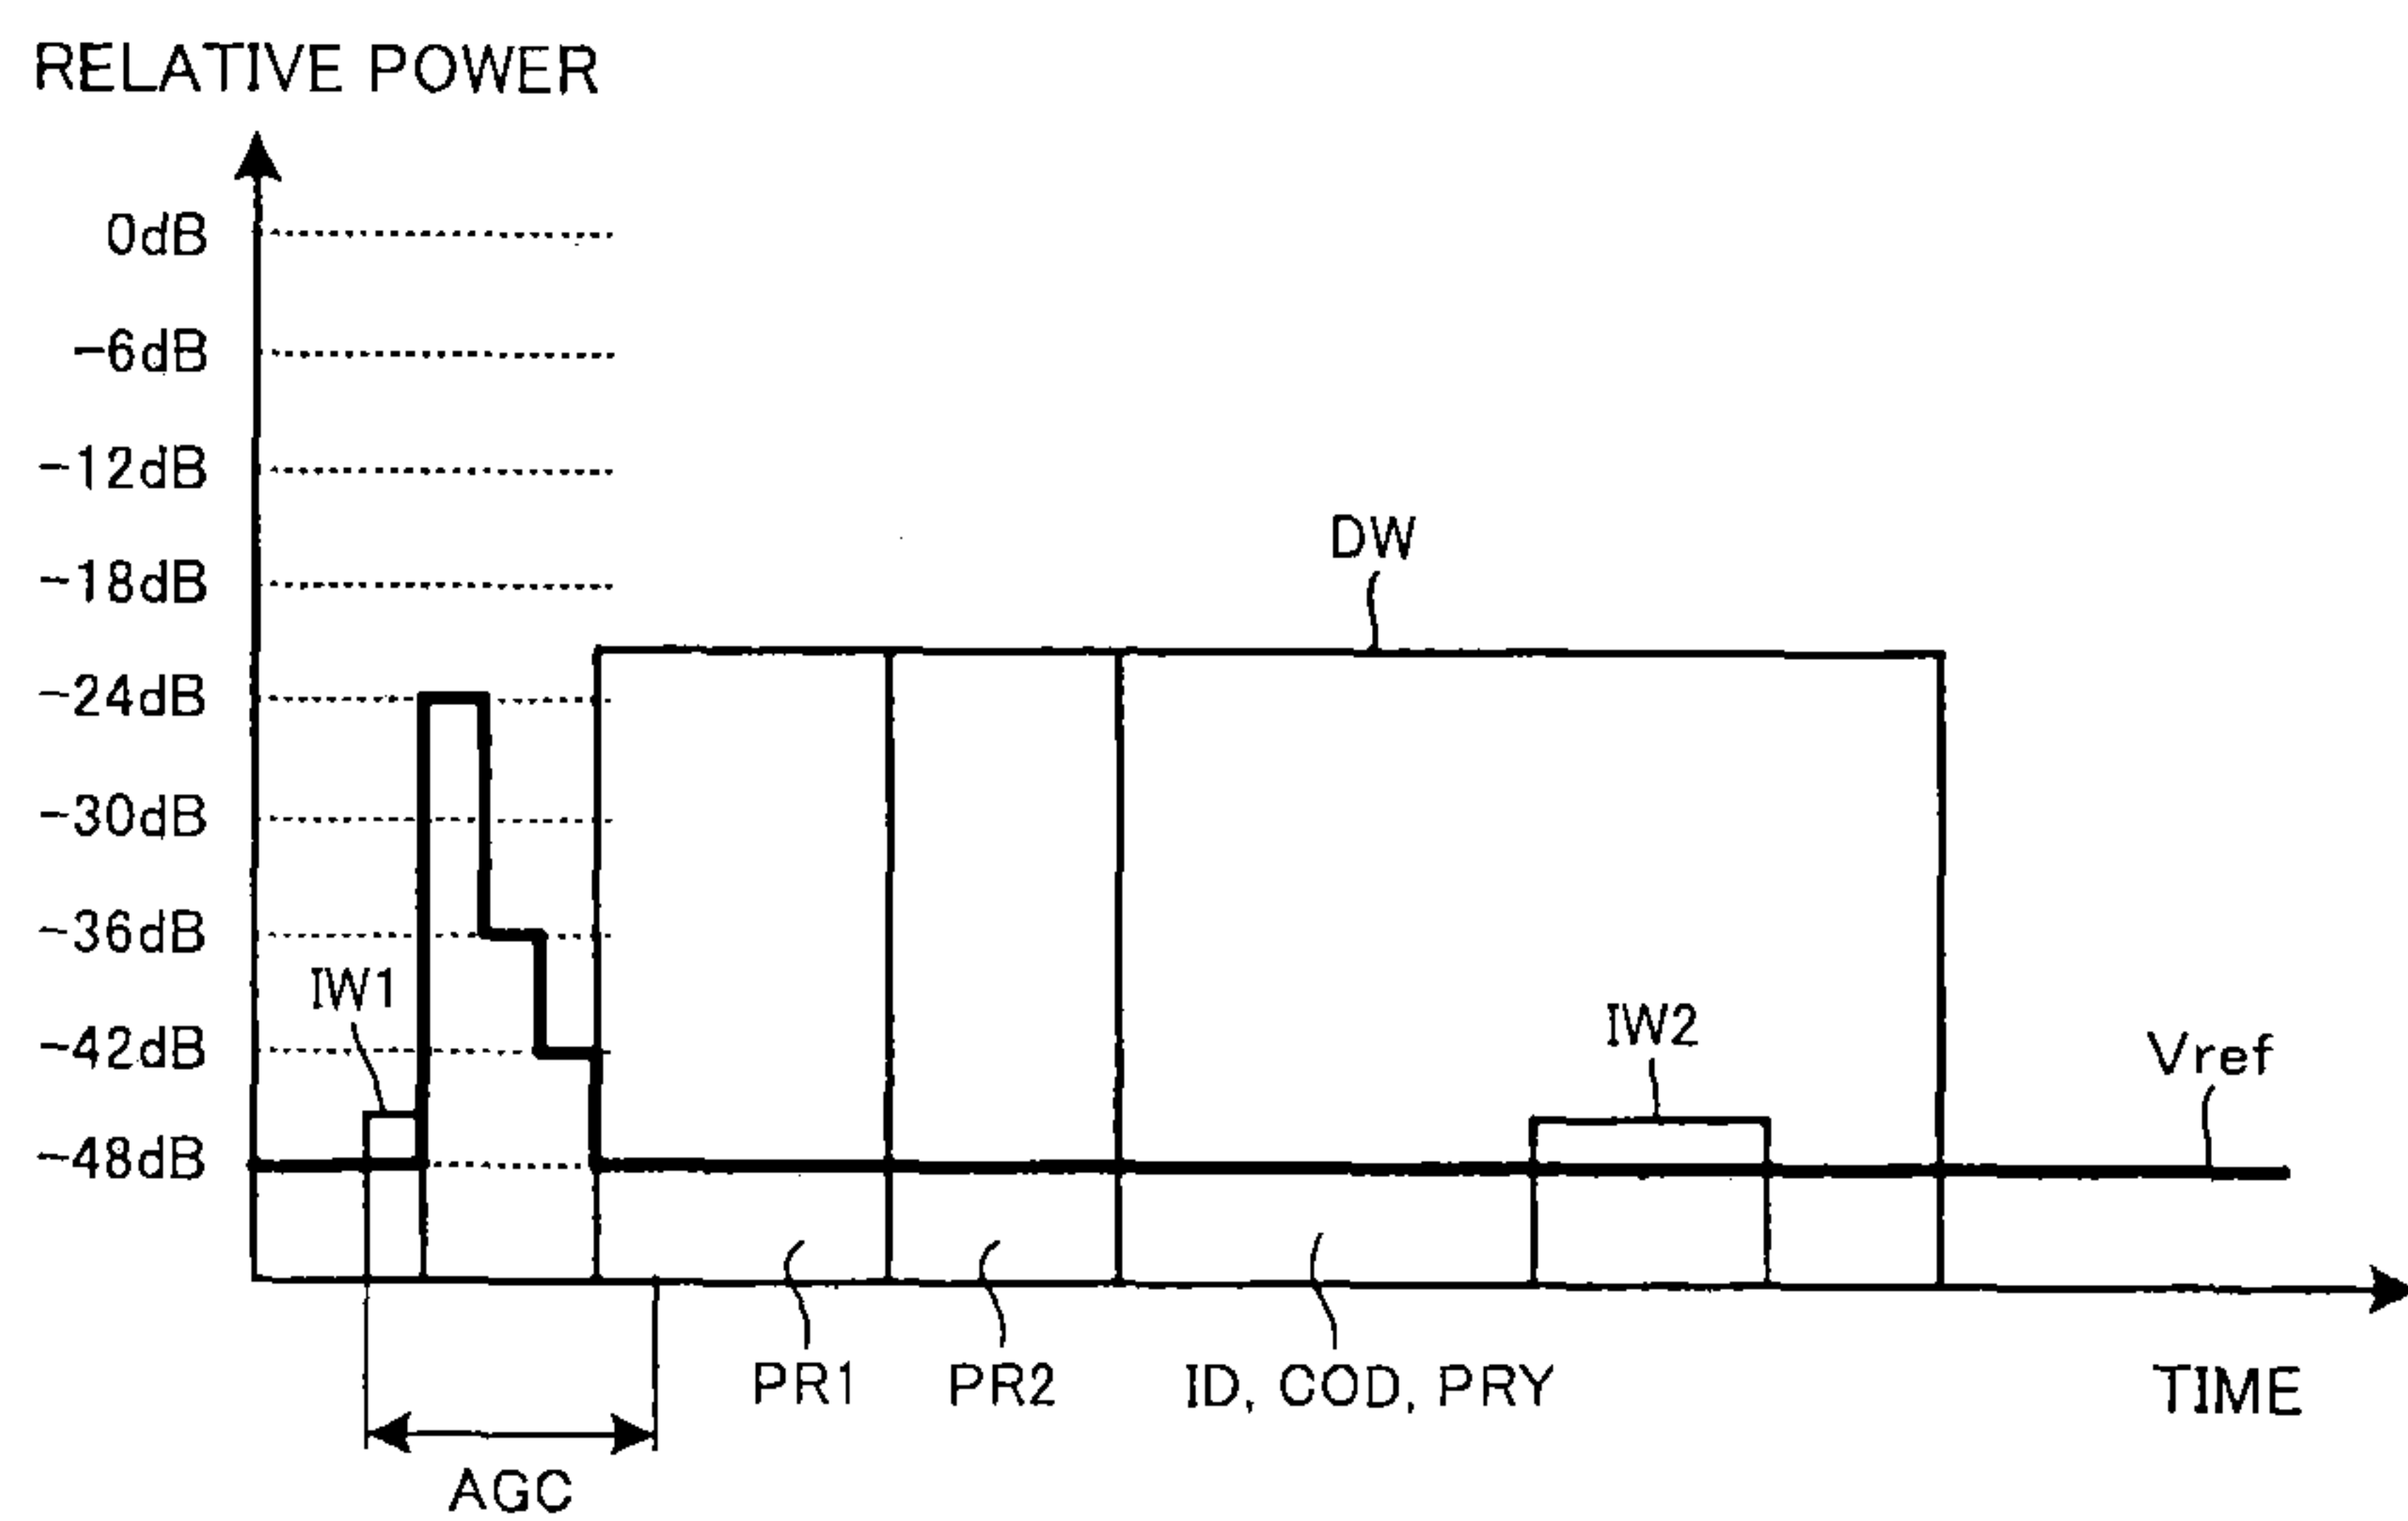 RELATIVE POWER
0dB
-6dB
-12dB
-18dB
DW
-24dB
-30dB
-36dB
IW1
IW2
-42dB
Vref
-48dB
PR1
PR2
ID, COD, PRY
TIME
AGC